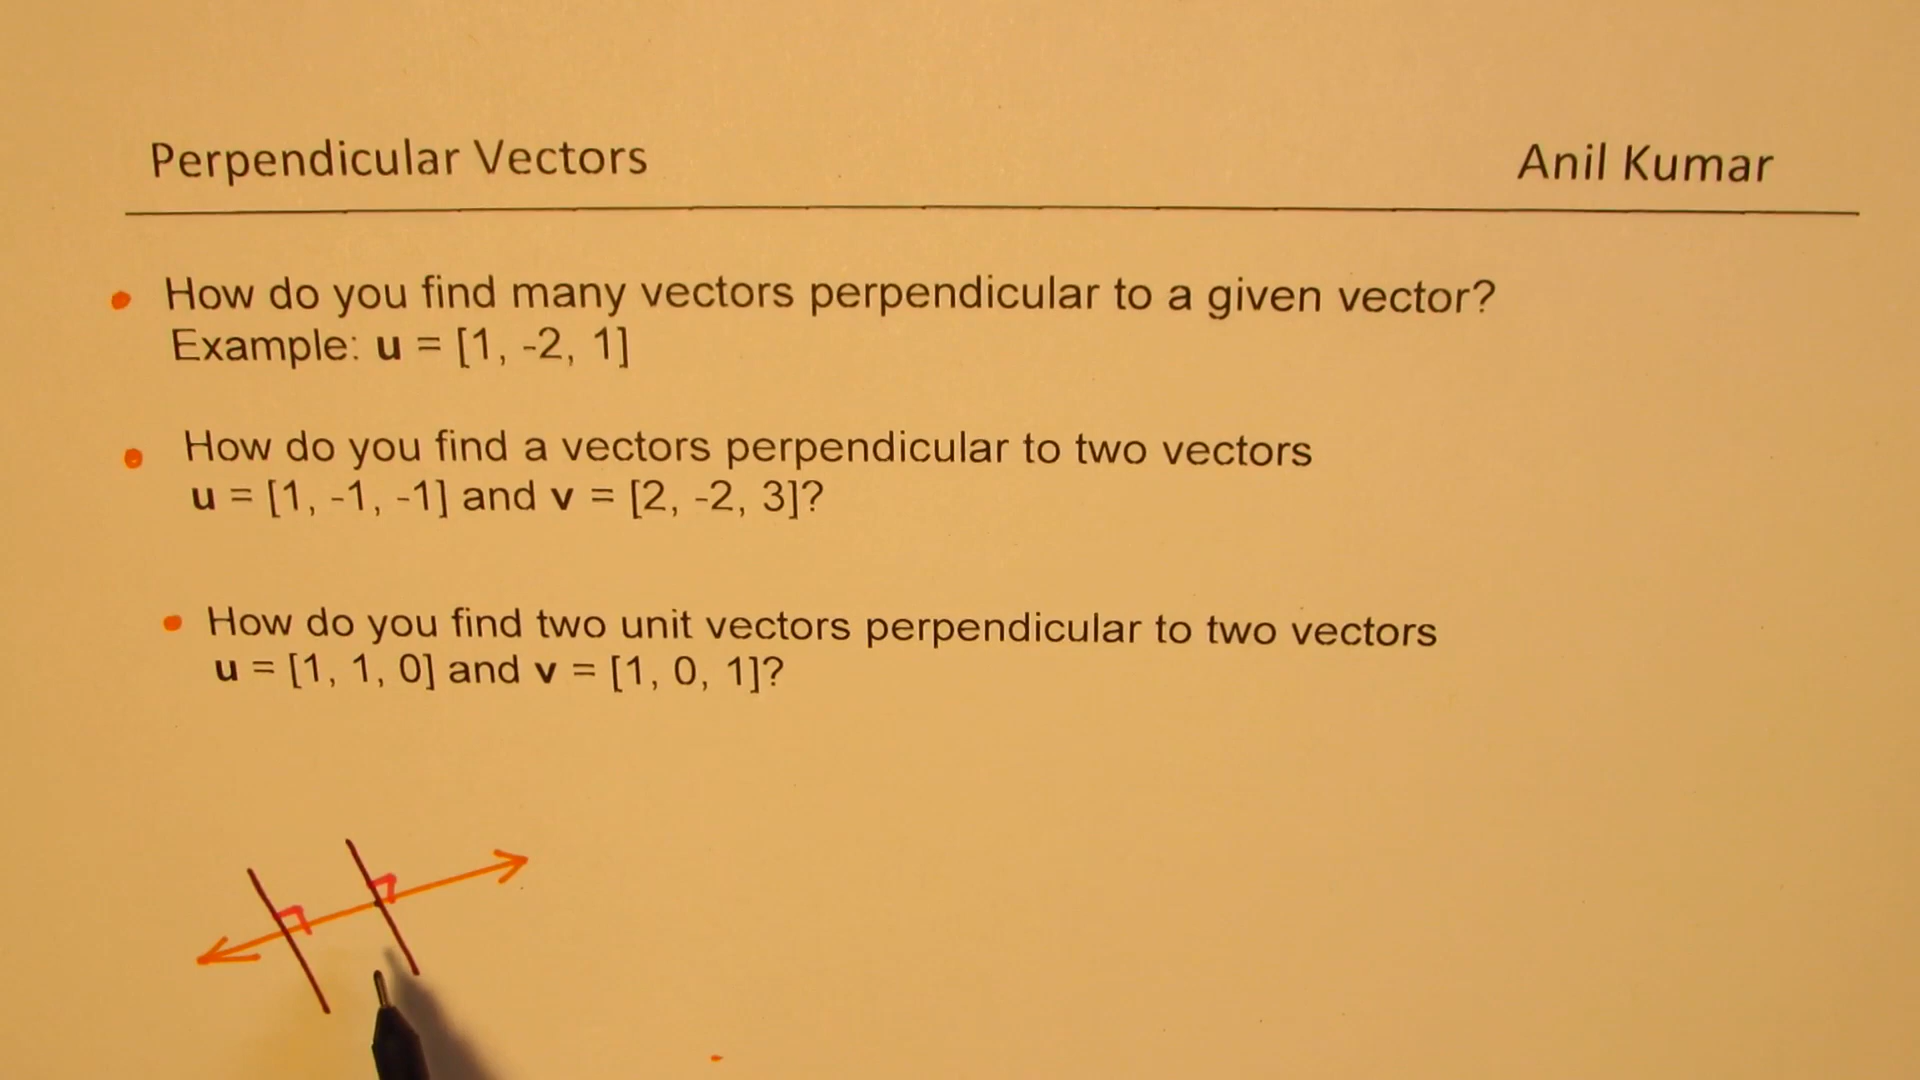 Perpendicular Vectors Anil Kumar
How do you find many vectors perpendicular to a given vector?
Example: u = [1, -2, 1]
How do you find a vectors perpendicular to two vectors
u = [1, -1, -1] and v = [2, -2, 3]?
How do you find two unit vectors perpendicular to two vectors
u = [1, 1, 0] and v = [1, 0, 1]?